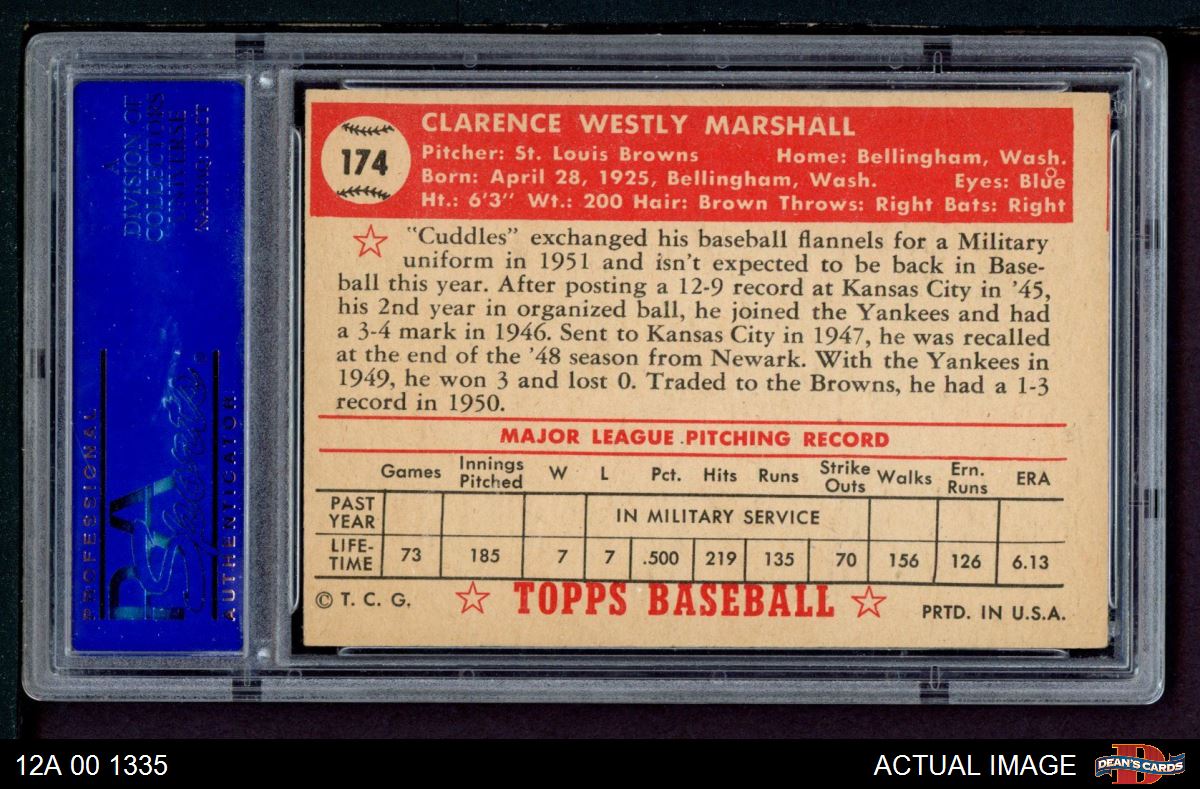 A
DIVISION OF
COLLECTORS
UNIVERSE
NASDAQ: CLCT
PSA
PROFESSIONAL
Sports
AUTHENTICATOR
174
CLARENCE WESTLY MARSHALL
Pitcher: St. Louis Browns Home: Bellingham, Wash.
Born: April 28, 1925, Bellingham, Wash. Eyes: Blue
Ht.: 6'3" Wt.: 200 Hair: Brown Throws: Right Bats: Right
"Cuddles" exchanged his baseball flannels for a Military
uniform in 1951 and isn't expected to be back in Base-
ball this year. After posting a 12-9 record at Kansas City in '45,
his 2nd year in organized ball, he joined the Yankees and had
a 3-4 mark in 1946. Sent to Kansas City in 1947, he was recalled
at the end of the '48 season from Newark. With the Yankees in
1949, he won 3 and lost 0. Traded to the Browns, he had a 1-3
record in 1950.
MAJOR LEAGUE PITCHING RECORD
Games Innings Pitched W L Pct. Hits Runs Strike Outs Walks Ern. Runs ERA
PAST YEAR IN MILITARY SERVICE
LIFE-TIME 73 185 7 7 .500 219 135 70 156 126 6.13
© T. C. G. TOPPS BASEBALL PRTD. IN U.S.A.
12A 00 1335 ACTUAL IMAGE DEAN'S CARDS